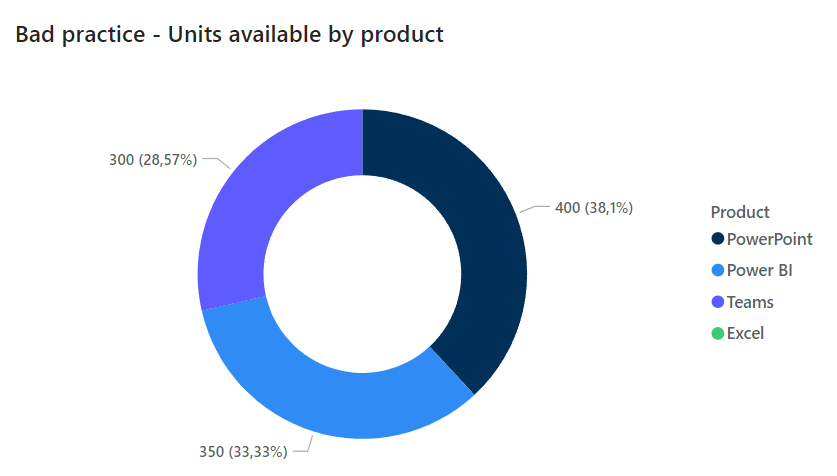 Bad practice - Units available by product
300 (28,57%)
400 (38,1%)
350 (33,33%)
Product
PowerPoint
Power BI
Teams
Excel